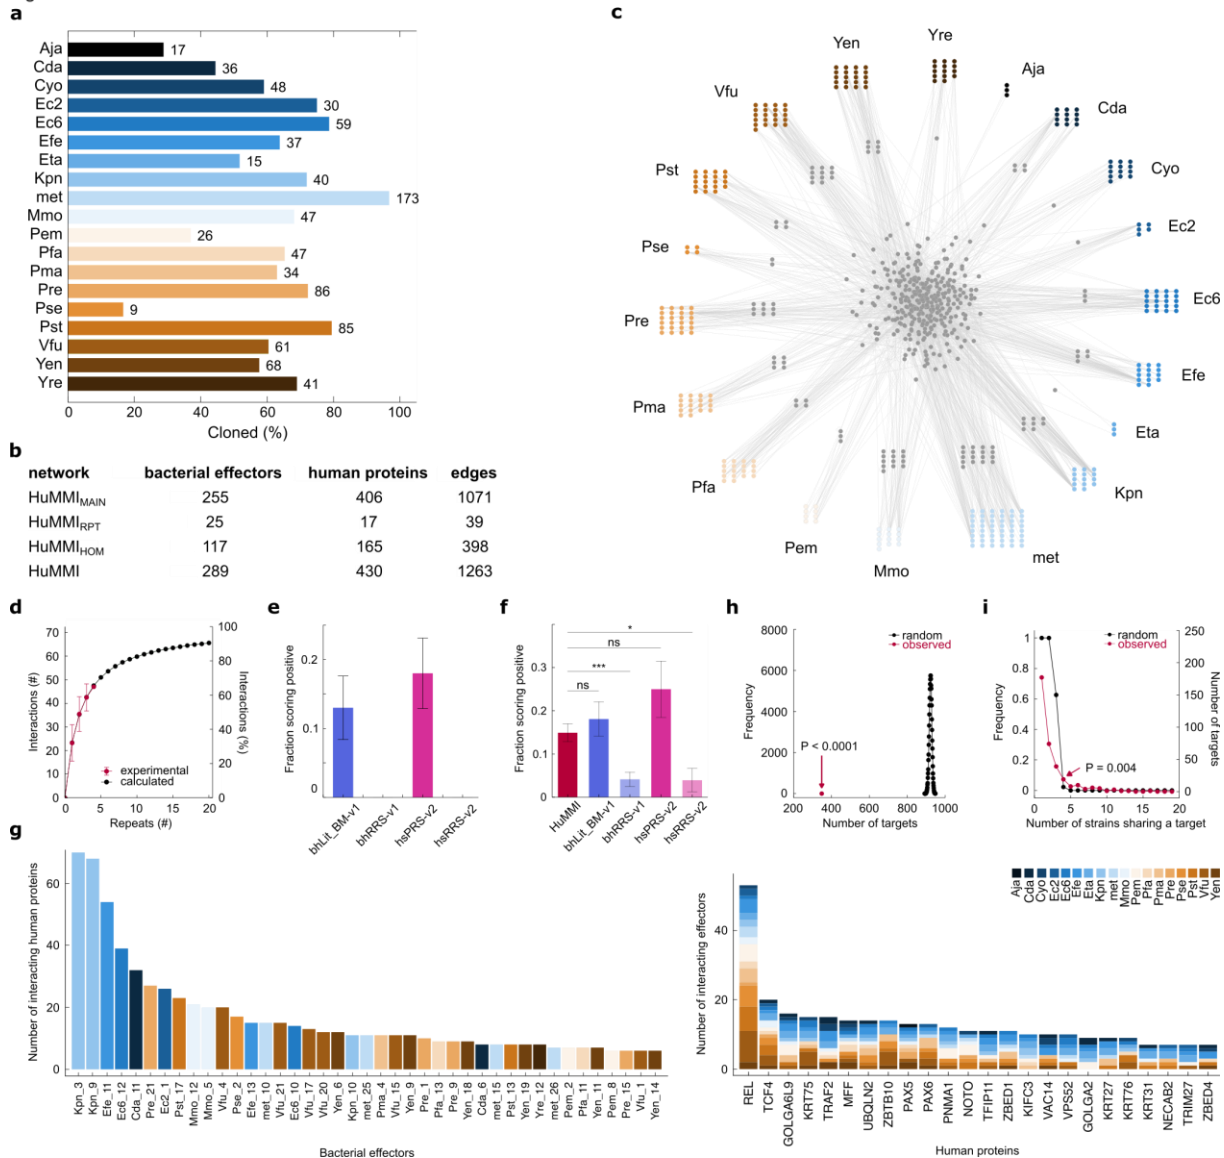 a
Aja 17
Cda 36
Cyo 48
Ec2 30
Ec6 59
Efe 37
Eta 15
Kpn 40
met 173
Mmo 47
Pem 26
Pfa 47
Pma 34
Pre 86
Pse 9
Pst 85
Vfu 61
Yen 68
Yre 41
0 20 40 60 80 100
Cloned (%)
b
network bacterial effectors human proteins edges
HuMMI MAIN 255 406 1071
HuMMI RPT 25 17 39
HuMMI HOM 117 165 398
HuMMI 289 430 1263
c
Yre
Yen
Aja
Vfu
Cda
Pst
Cyo
Ec2
Pse
Ec6
Pre
Efe
Pma
Eta
Pfa
Kpn
Pem
Mmo
met
d
Interactions (#)
70
60
50
40
30
20
10
0
Interactions (%)
100
80
60
40
20
0
experimental
calculated
0 5 10 15 20
Repeats (#)
e
Fraction scoring positive
0.2
0.1
0
bhLit_BM-v1
bhRRS-v1
hsPRS-v2
hsRRS-v2
f
Fraction scoring positive
0.3
0.2
0.1
0
*
ns
***
ns
HuMMI
bhLit_BM-v1
bhRRS-v1
hsPRS-v2
hsRRS-v2
h
Frequency
8000
6000
4000
2000
0
random
observed
P < 0.0001
200 400 600 800 1000
Number of targets
i
Frequency
1
0.8
0.6
0.4
0.2
0
random
observed
P = 0.004
Number of targets
250
200
150
100
50
0
0 5 10 15 20
Number of strains sharing a target
g
Number of interacting human proteins
60
40
20
0
Kpn_3
Kpn_9
Efe_11
Ec6_12
Cda_11
Pre_21
Ec2_1
Pst_17
Mmo_12
Mmo_5
Vfu_4
Pse_2
Efe_13
met_10
Vfu_21
Ec6_10
Vfu_17
Vfu_20
Yen_6
Kpn_10
met_25
Pma_4
Vfu_15
Yen_9
Pre_1
Pfa_13
Pfa_9
Yen_18
Cda_6
met_15
Yen_19
Yre_12
met_26
Pem_2
Pfa_11
Yen_7
Pem_8
Pre_15
Vfu_1
Yen_14
Bacterial effectors
Number of interacting effectors
40
20
0
Aja
Cda
Cyo
Ec2
Ec6
Efe
Eta
Kpn
met
Mmo
Pem
Pfa
Pma
Pre
Pse
Pst
Vfu
Yen
REL
TCF4
GOLGA6L9
KRT75
TRAF2
MFF
UBQLN2
ZBTB10
PAX5
PAX6
PNMA1
NOTO
TFIP11
ZBED1
KIFC3
VAC14
VPS52
GOLGA2
KRT27
KRT76
KRT31
NECAB2
TRIM27
ZBED4
Human proteins